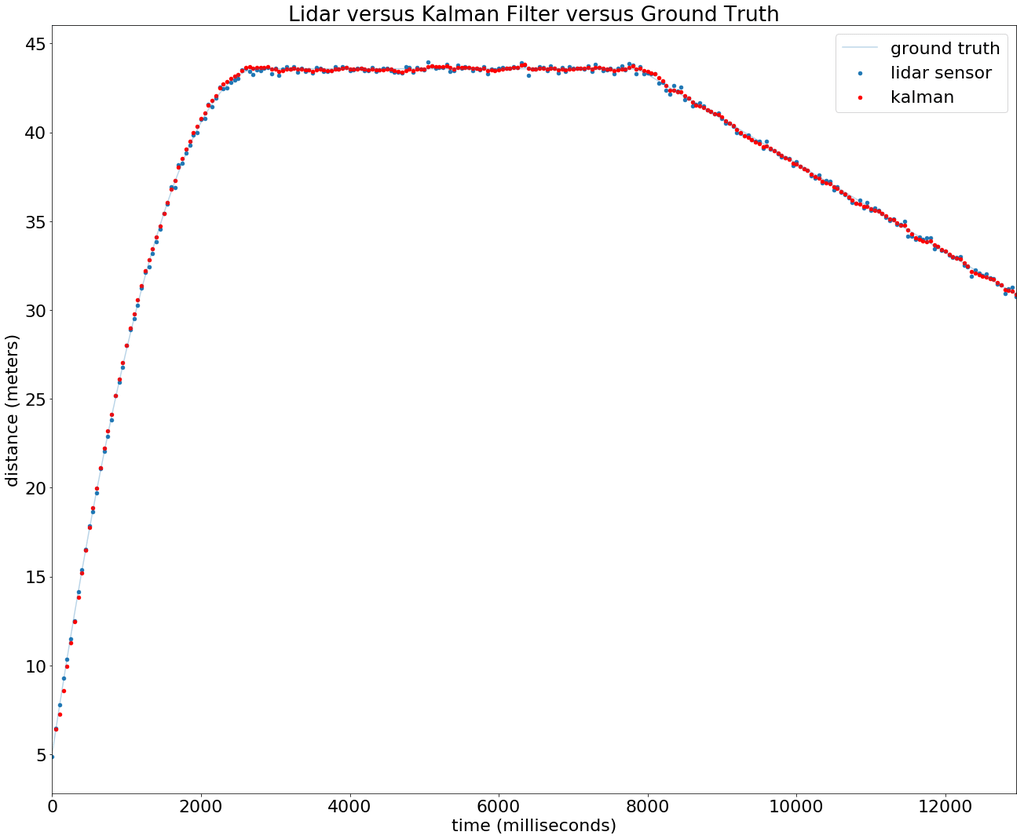 Lidar versus Kalman Filter versus Ground Truth
ground truth
lidar sensor
kalman
45
40
35
30
25
20
15
10
5
distance (meters)
0 2000 4000 6000 8000 10000 12000
time (milliseconds)